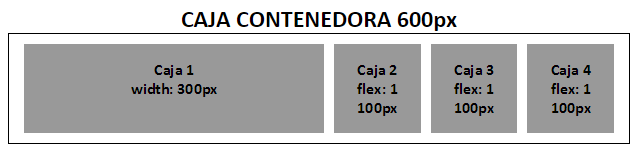 CAJA CONTENEDORA 600px
Caja 1
width: 300px
Caja 2
flex: 1
100px
Caja 3
flex: 1
100px
Caja 4
flex: 1
100px